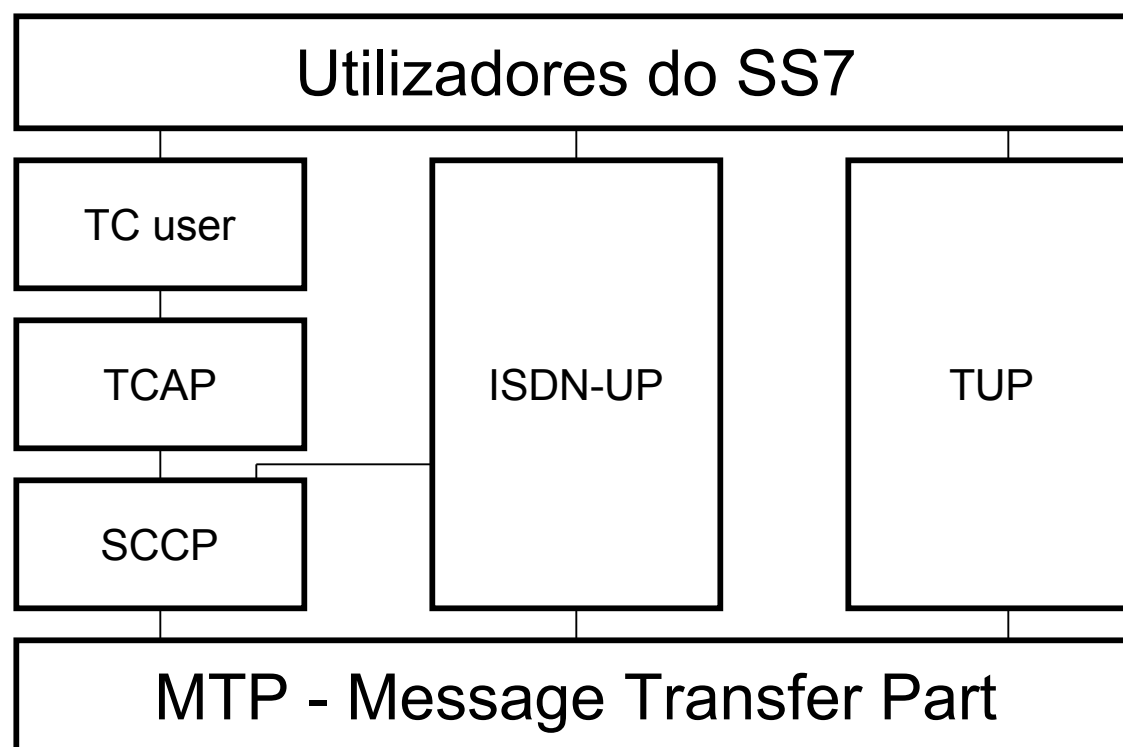 Utilizadores do SS7
TC user
TCAP
ISDN-UP
TUP
SCCP
MTP - Message Transfer Part